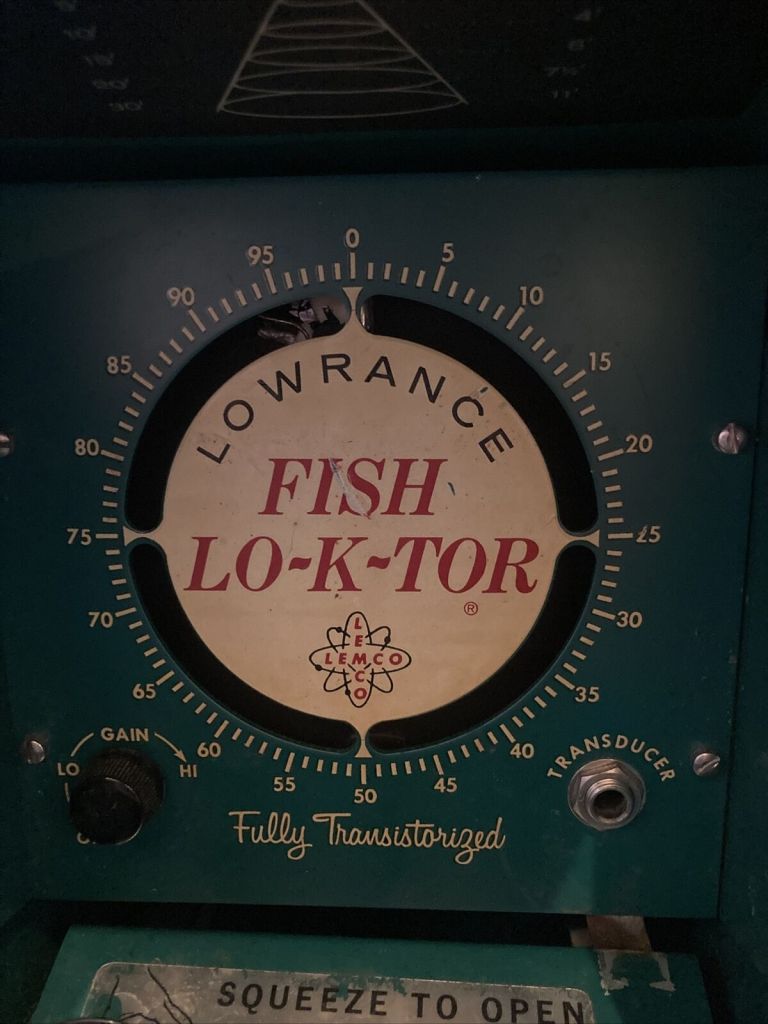 0
95
5
90
10
85
15
80
20
75
25
70
30
65
35
60
40
55
45
50
LOWRANCE
FISH
LO-K-TOR
®
LEMCO
LEMCO
GAIN
LO
HI
TRANSDUCER
Fully Transistorized
SQUEEZE TO OPEN